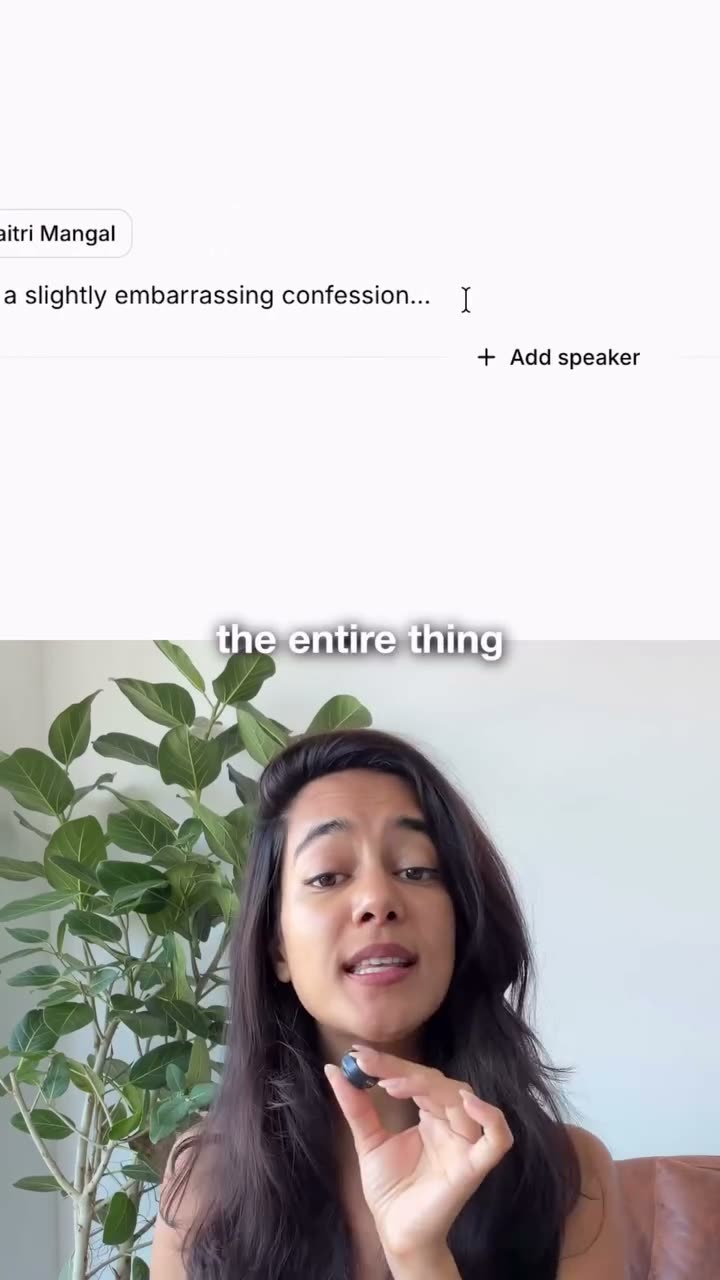 aitri Mangal
a slightly embarrassing confession...
+ Add speaker
the entire thing